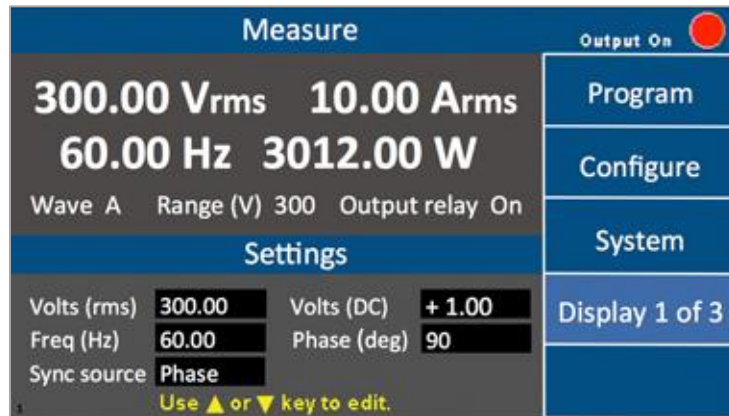 Measure
Output On
300.00 Vrms 10.00 Arms
60.00 Hz 3012.00 W
Wave A Range (V) 300 Output relay On
Settings
Volts (rms) 300.00 Volts (DC) + 1.00
Freq (Hz) 60.00 Phase (deg) 90
Sync source Phase
Use ▲ or ▼ key to edit.
1
Program
Configure
System
Display 1 of 3